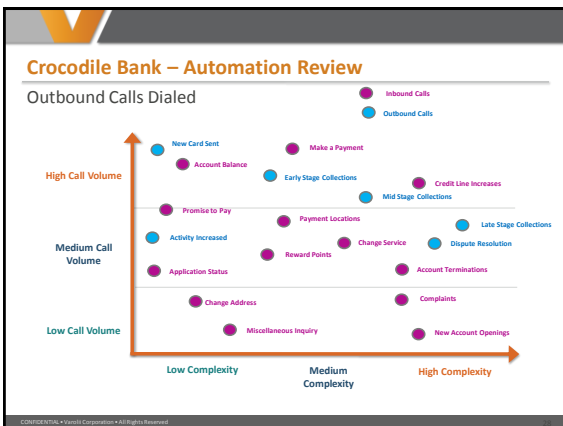 Crocodile Bank – Automation Review
Outbound Calls Dialed
Inbound Calls
Outbound Calls
New Card Sent
Make a Payment
Account Balance
High Call Volume
Early Stage Collections
Credit Line Increases
Mid Stage Collections
Promise to Pay
Payment Locations
Late Stage Collections
Activity Increased
Change Service
Dispute Resolution
Medium Call
Volume
Reward Points
Application Status
Account Terminations
Change Address
Complaints
Low Call Volume
Miscellaneous Inquiry
New Account Openings
Low Complexity
Medium
Complexity
High Complexity
CONFIDENTIAL • Varolii Corporation • All Rights Reserved